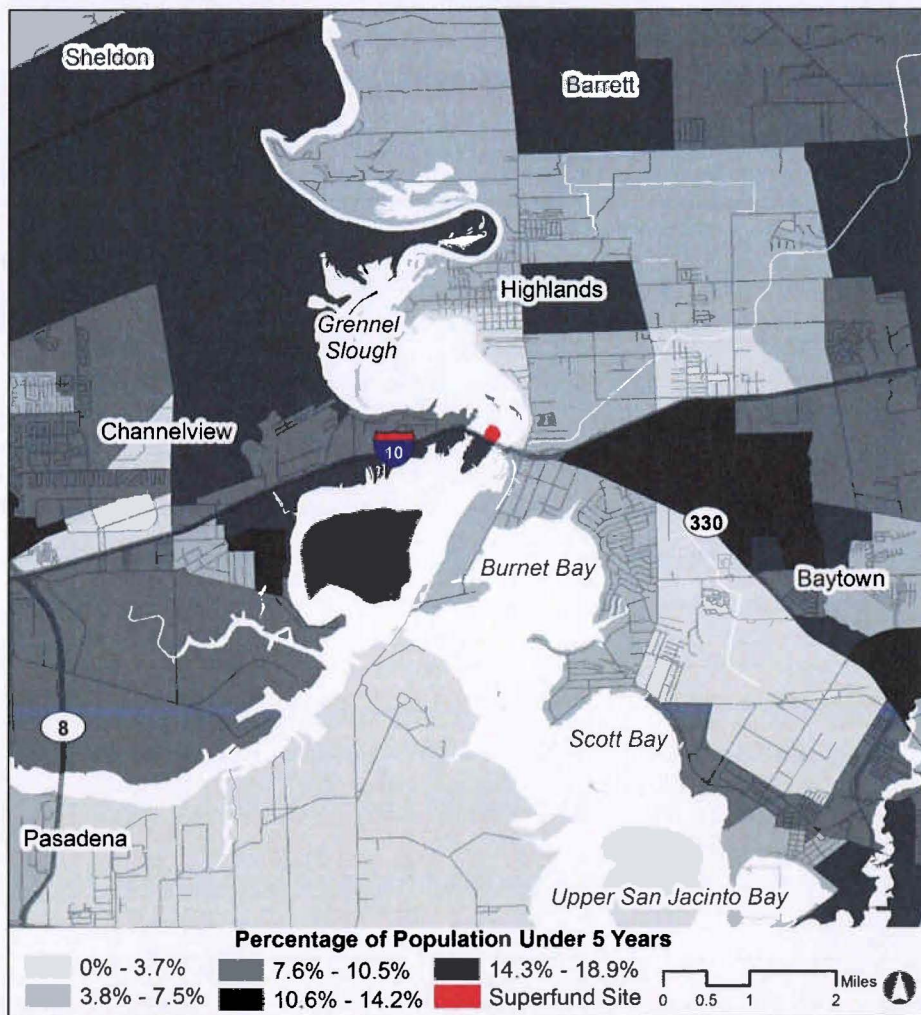 Sheldon
Barrett
Highlands
Grennel
Slough
Channelview
10
330
Burnet Bay
Baytown
8
Scott Bay
Pasadena
Upper San Jacinto Bay
Percentage of Population Under 5 Years
0% - 3.7%
7.6% - 10.5%
14.3% - 18.9%
3.8% - 7.5%
10.6% - 14.2%
Superfund Site
Miles
0 0.5 1 2